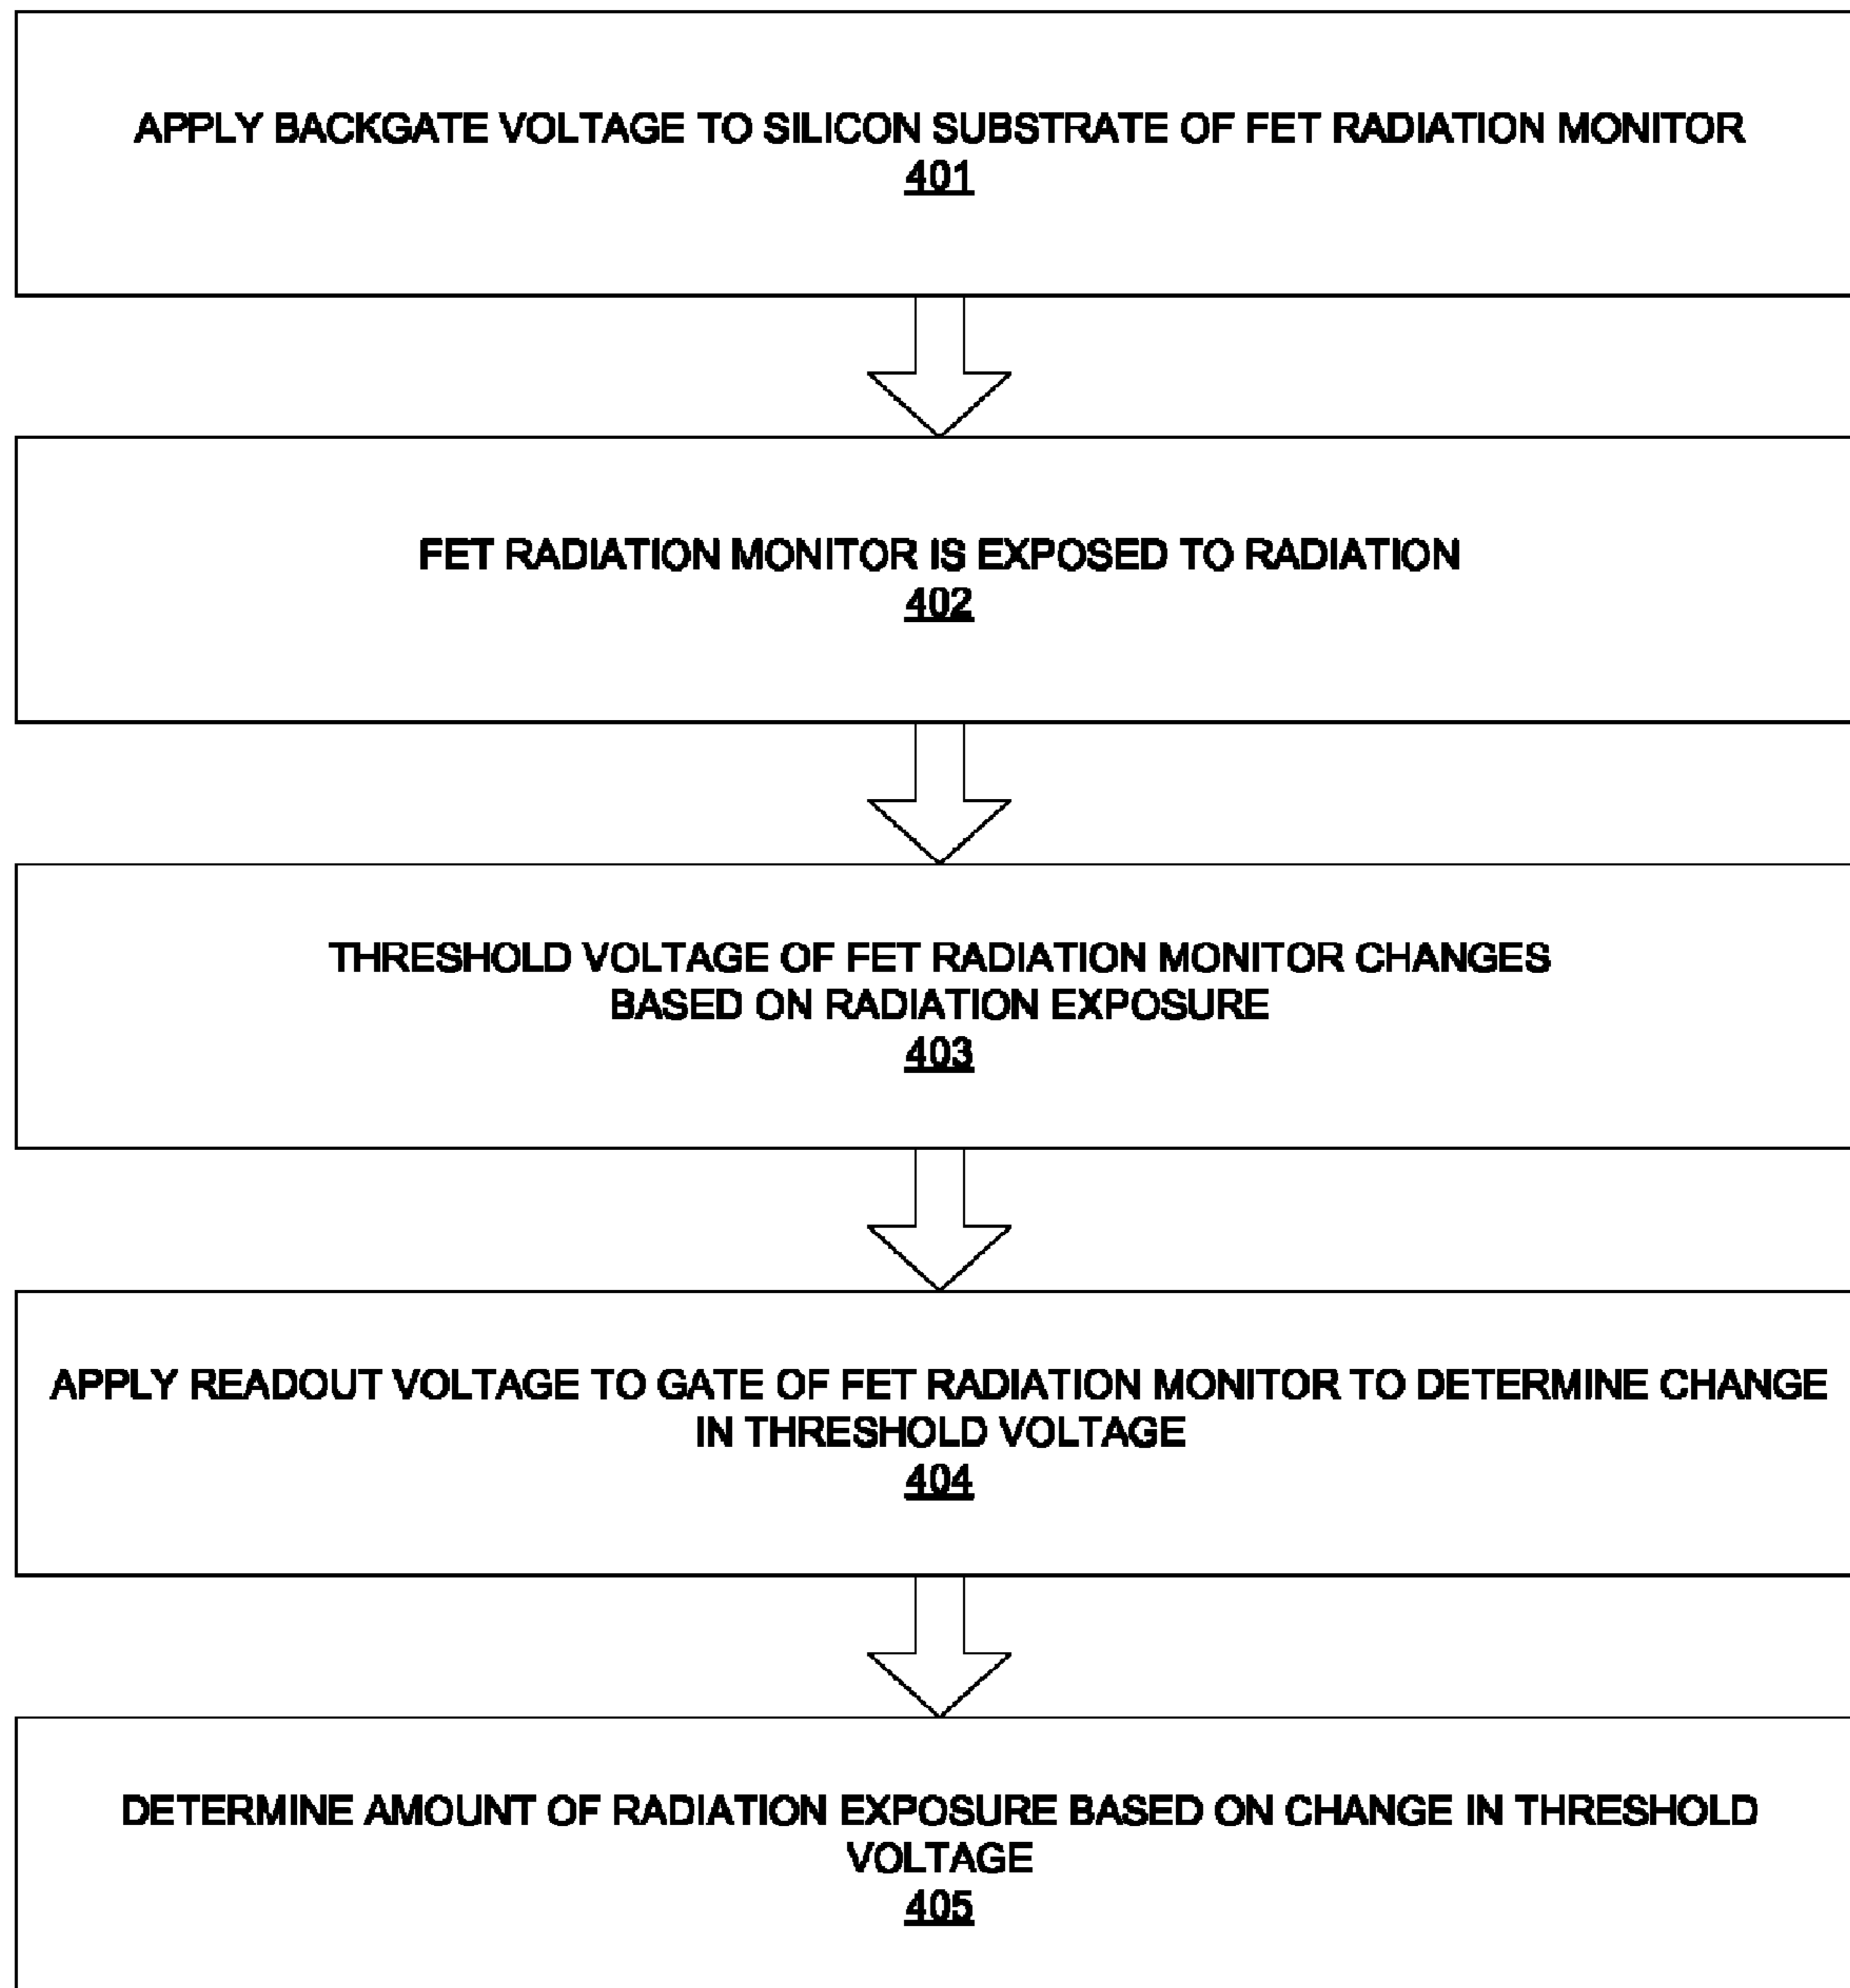 APPLY BACKGATE VOLTAGE TO SILICON SUBSTRATE OF FET RADIATION MONITOR
401
FET RADIATION MONITOR IS EXPOSED TO RADIATION
402
THRESHOLD VOLTAGE OF FET RADIATION MONITOR CHANGES
BASED ON RADIATION EXPOSURE
403
APPLY READOUT VOLTAGE TO GATE OF FET RADIATION MONITOR TO DETERMINE CHANGE
IN THRESHOLD VOLTAGE
404
DETERMINE AMOUNT OF RADIATION EXPOSURE BASED ON CHANGE IN THRESHOLD
VOLTAGE
405